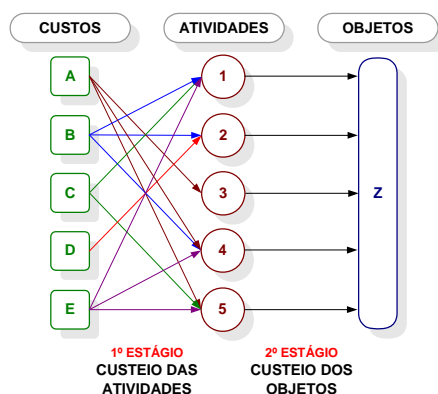 CUSTOS ATIVIDADES OBJETOS
A
B
C
D
E
1
2
3
4
5
Z
1º ESTÁGIO
CUSTEIO DAS
ATIVIDADES
2º ESTÁGIO
CUSTEIO DOS
OBJETOS